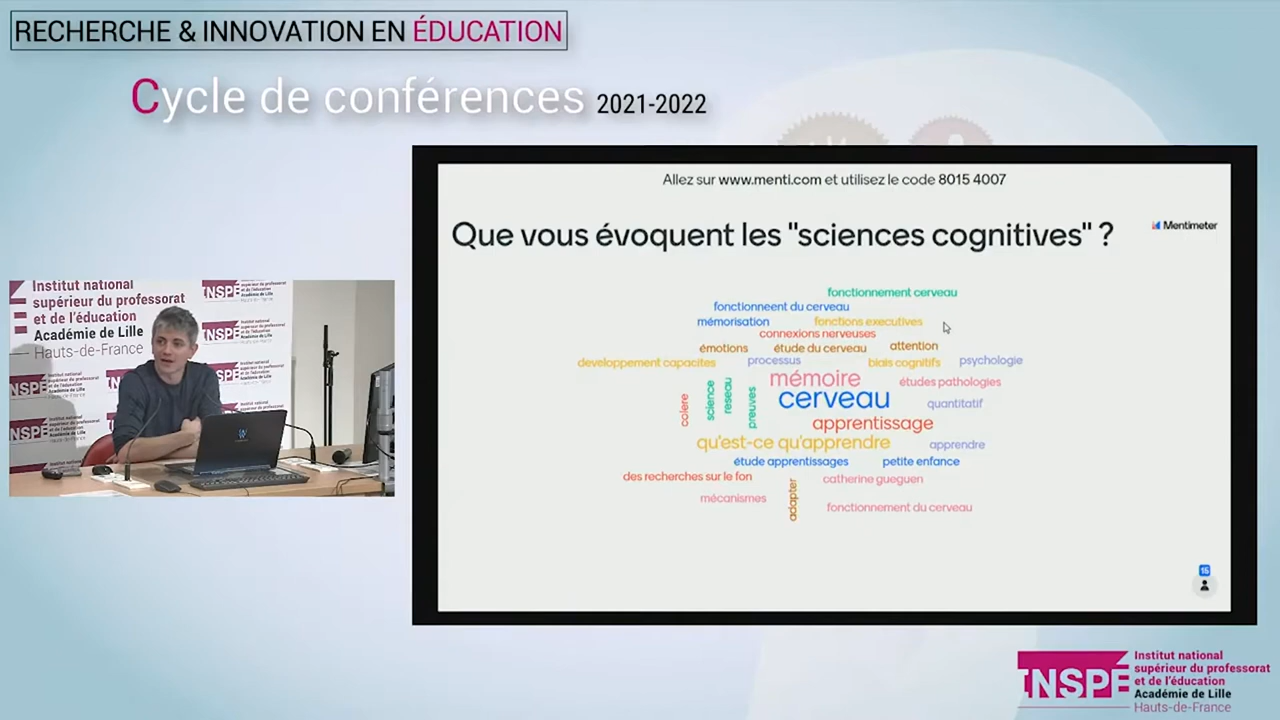 RECHERCHE & INNOVATION EN ÉDUCATION
Cycle de conférences 2021-2022
Allez sur www.menti.com et utilisez le code 8015 4007
Que vous évoquent les "sciences cognitives" ?
Mentimeter
fonctionnement cerveau
fonctionneent du cerveau
mémorisation
fonctions executives
connexions nerveuses
émotions
étude du cerveau
attention
developpement capacites
processus
biais cognitifs
psychologie
mémoire
études pathologies
colere
science
reseau
preuves
cerveau
quantitatif
apprentissage
qu'est-ce qu'apprendre
apprendre
étude apprentissages
petite enfance
des recherches sur le fon
catherine gueguen
mécanismes
adapter
fonctionnement du cerveau
15
Institut national
supérieur du professorat
et de l'éducation
Académie de Lille
Hauts-de-France
INSPÉ
INSPÉ
INSPÉ
INSPÉ
INSPÉ
Institut national
supérieur du professorat
et de l'éducation
Académie de Lille
Hauts-de-France